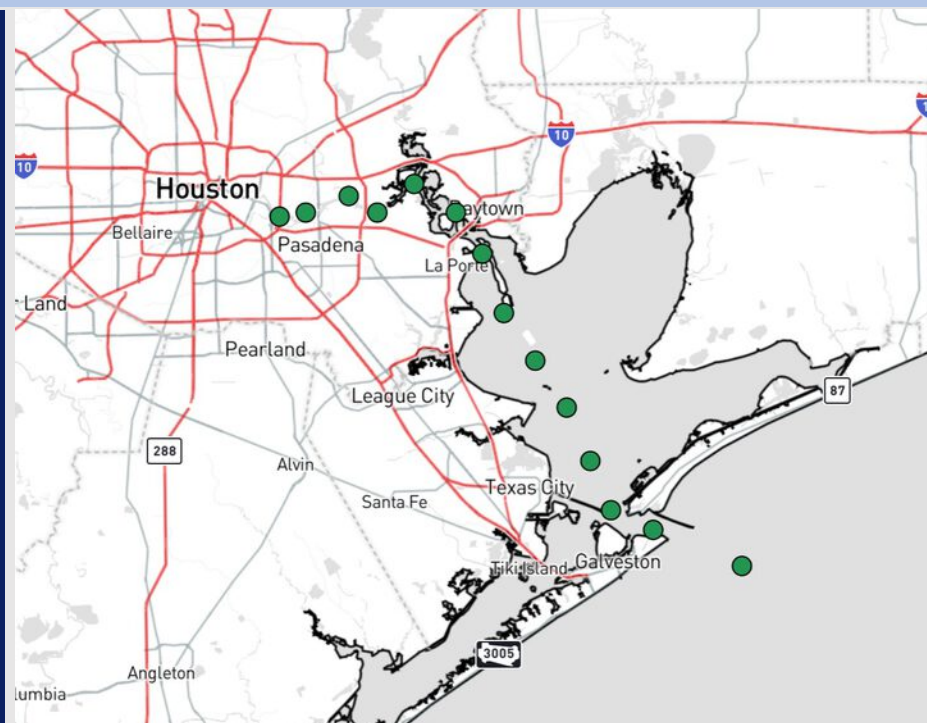 10
10
Houston
Baytown
Bellaire
Pasadena
La Porte
Land
Pearland
87
League City
288
Alvin
Texas City
Santa Fe
Tiki Island
Galveston
3005
Angleton
lumbia